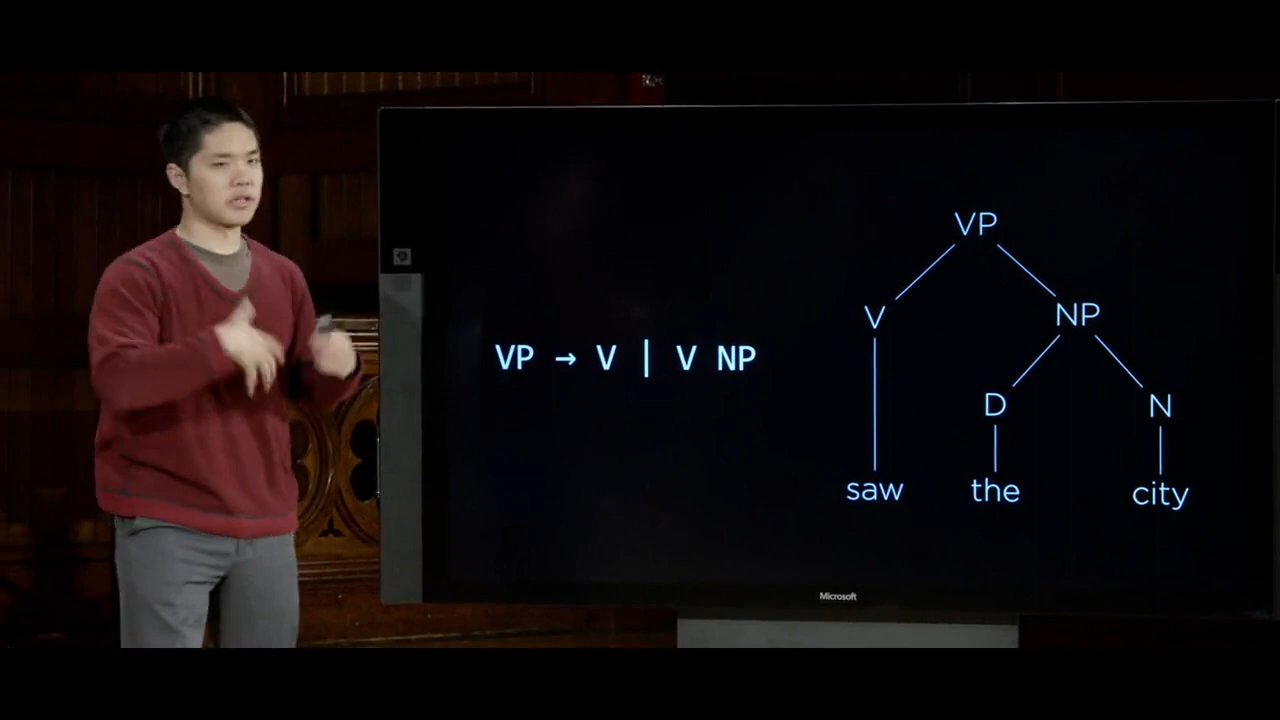 VP → V | V NP
VP
V NP
D N
saw the city
Microsoft